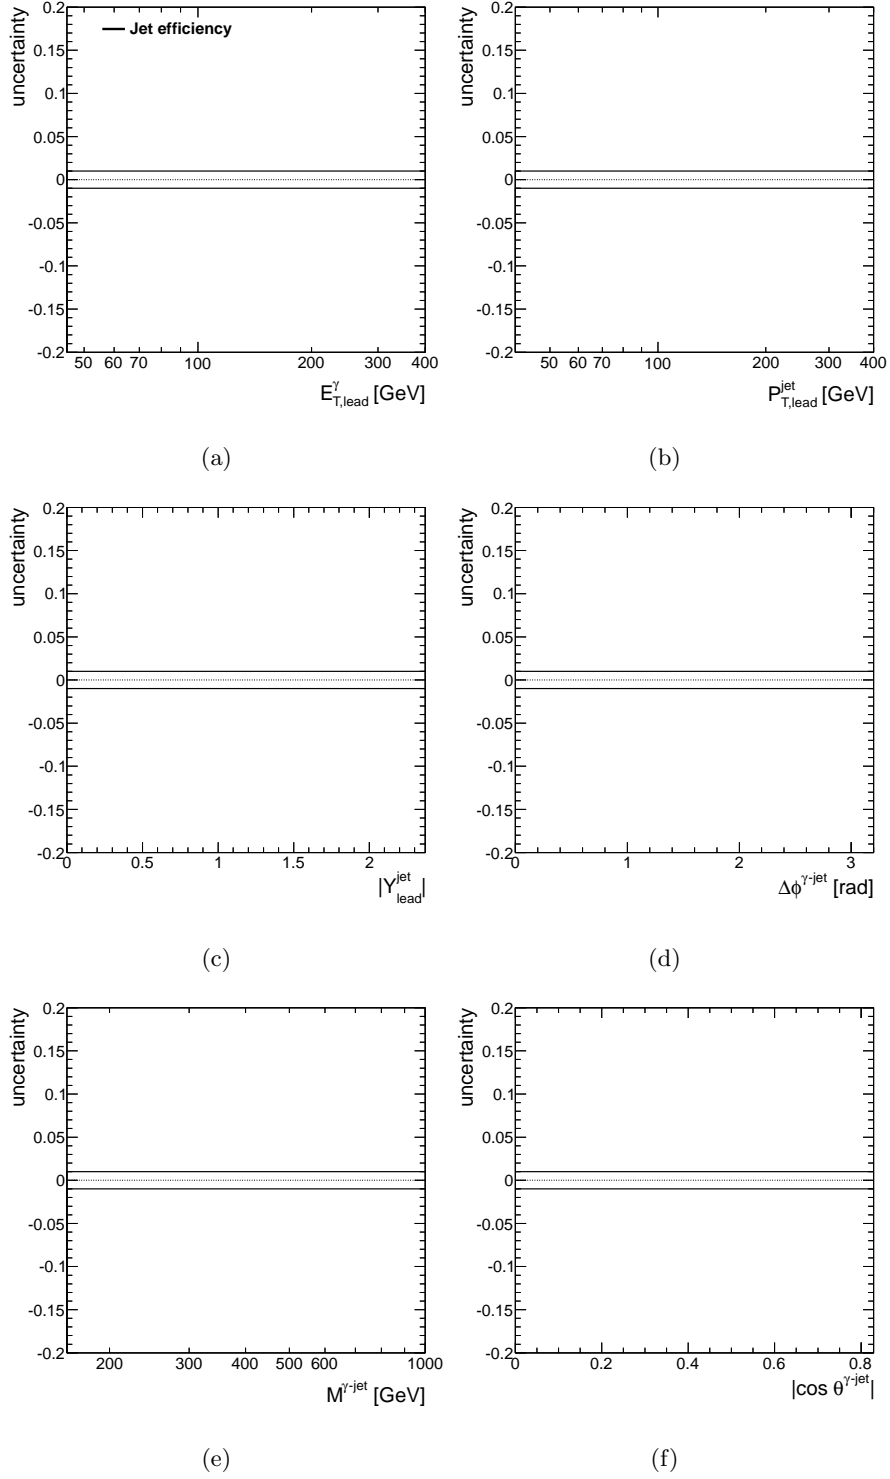 uncertainty
Jet efficiency
0.2
0.15
0.1
0.05
0
-0.05
-0.1
-0.15
-0.2
50 60 70 100 200 300 400
E^γ_T,lead [GeV]
(a)
uncertainty
0.2
0.15
0.1
0.05
0
-0.05
-0.1
-0.15
-0.2
50 60 70 100 200 300 400
P^jet_T,lead [GeV]
(b)
uncertainty
0.2
0.15
0.1
0.05
0
-0.05
-0.1
-0.15
-0.2
0 0.5 1 1.5 2
|Y^jet_lead|
(c)
uncertainty
0.2
0.15
0.1
0.05
0
-0.05
-0.1
-0.15
-0.2
0 1 2 3
Δϕ^γ-jet [rad]
(d)
uncertainty
0.2
0.15
0.1
0.05
0
-0.05
-0.1
-0.15
-0.2
200 300 400 500 600 1000
M^γ-jet [GeV]
(e)
uncertainty
0.2
0.15
0.1
0.05
0
-0.05
-0.1
-0.15
-0.2
0 0.2 0.4 0.6 0.8
|cos θ^γ-jet|
(f)